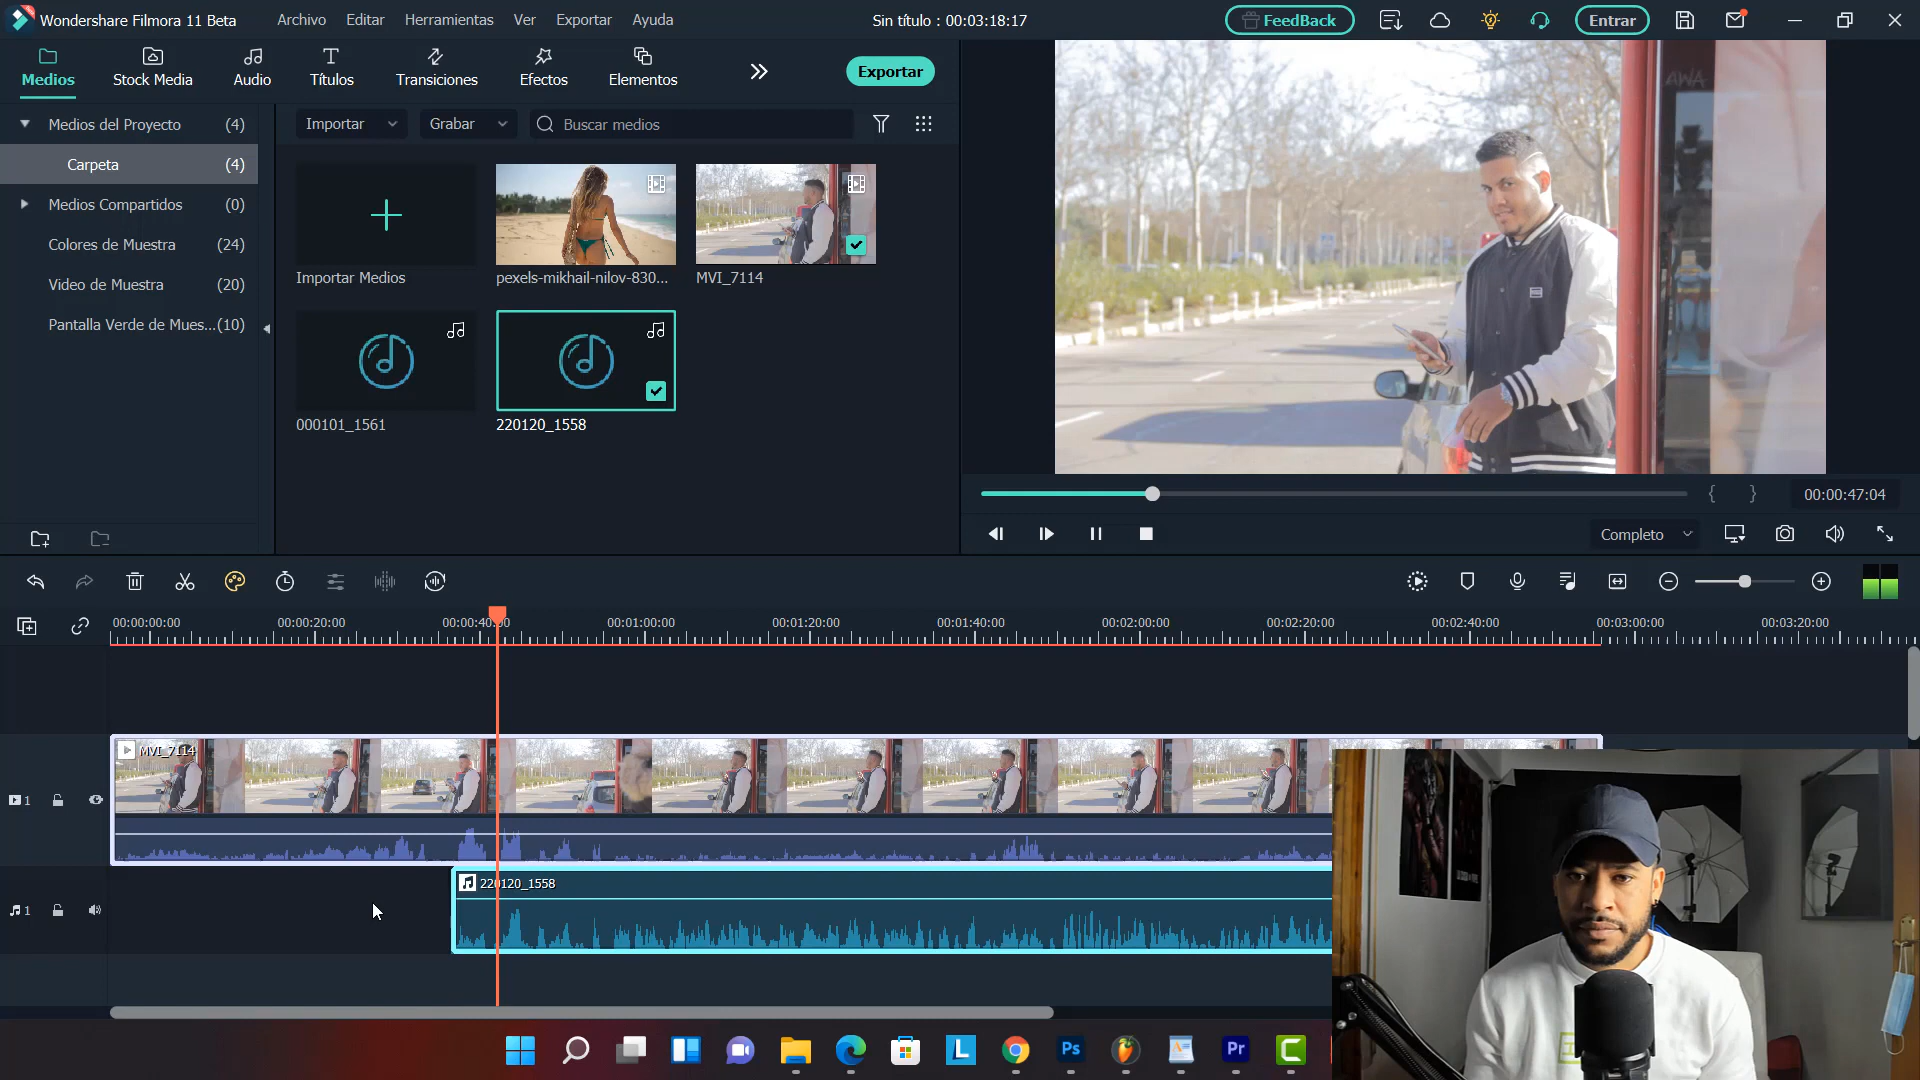 Wondershare Filmora 11 Beta
Archivo
Editar
Herramientas
Ver
Exportar
Ayuda
Sin título : 00:03:18:17
FeedBack
Entrar
Medios
Stock Media
Audio
Títulos
Transiciones
Efectos
Elementos
Exportar
Medios del Proyecto (4)
Carpeta (4)
Medios Compartidos (0)
Colores de Muestra (24)
Video de Muestra (20)
Pantalla Verde de Mues...(10)
Importar
Grabar
Buscar medios
Importar Medios
pexels-mikhail-nilov-830...
MVI_7114
000101_1561
220120_1558
AWA
00:00:47:04
Completo
00:00:00:00
00:00:20:00
00:00:40:00
00:01:00:00
00:01:20:00
00:01:40:00
00:02:00:00
00:02:20:00
00:02:40:00
00:03:00:00
00:03:20:00
MVI_7114
1
220120_1558
1
L
Ps
Pr
C